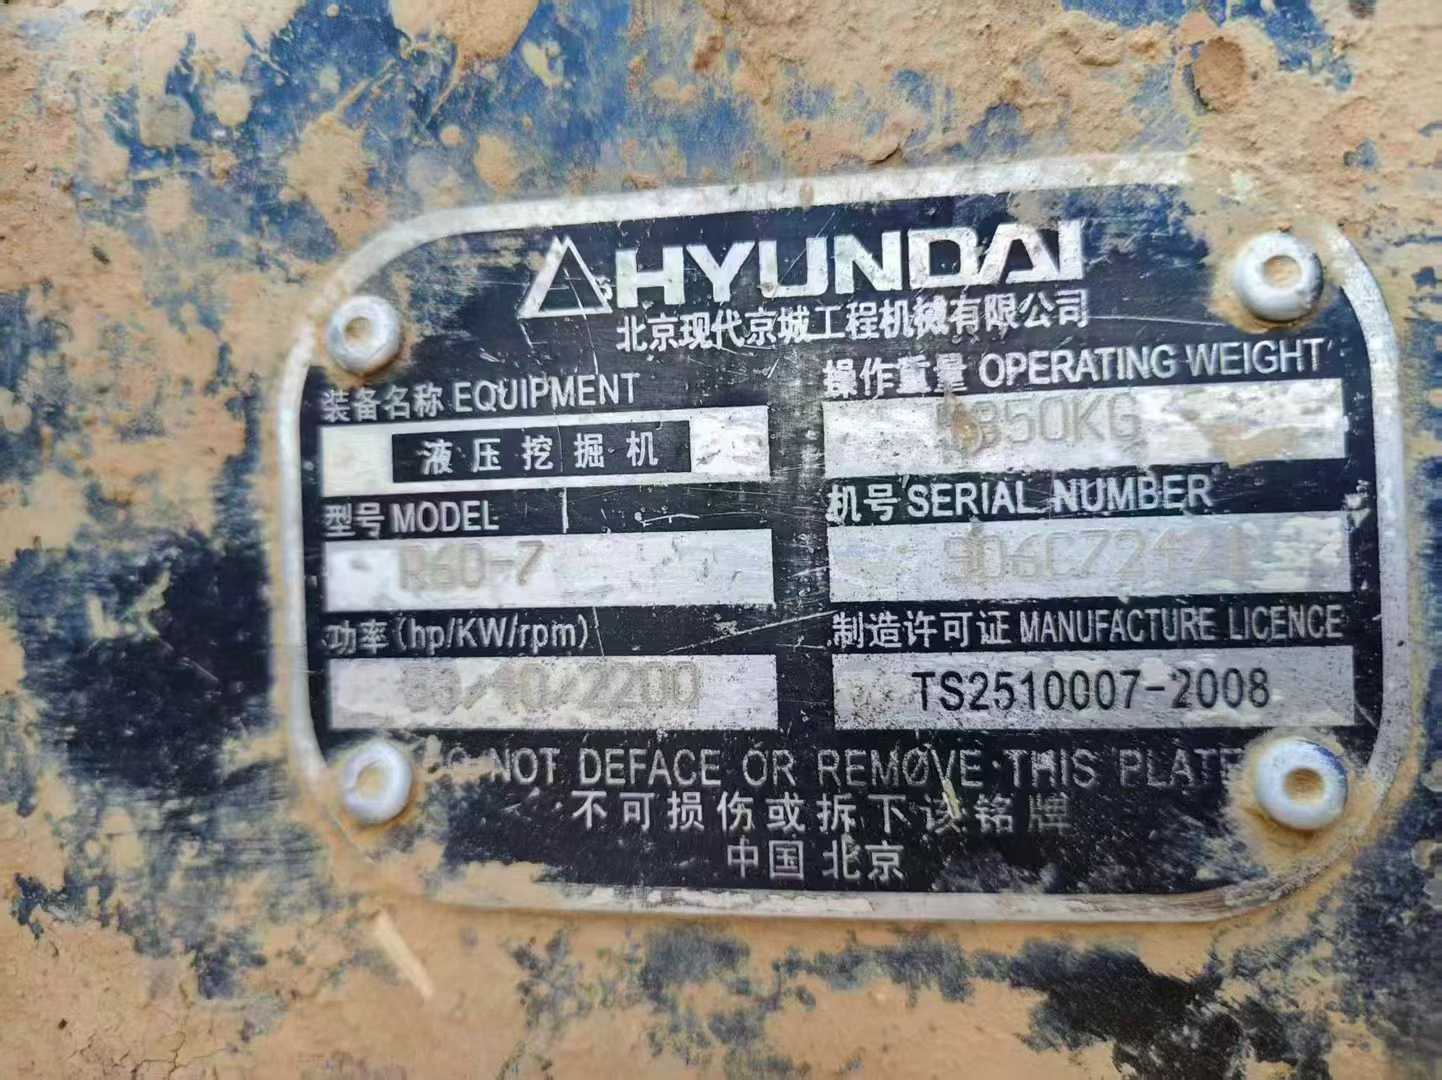 HYUNDAI
北京现代京城工程机械有限公司
装备名称 EQUIPMENT
液压挖掘机
操作重量 OPERATING WEIGHT
5850KG
型号 MODEL
R60-7
机号 SERIAL NUMBER
功率(hp/KW/rpm)
制造许可证 MANUFACTURE LICENCE
TS2510007-2008
NOT DEFACE OR REMOVE THIS PLATE
不可损伤或拆下该铭牌
中国 北京